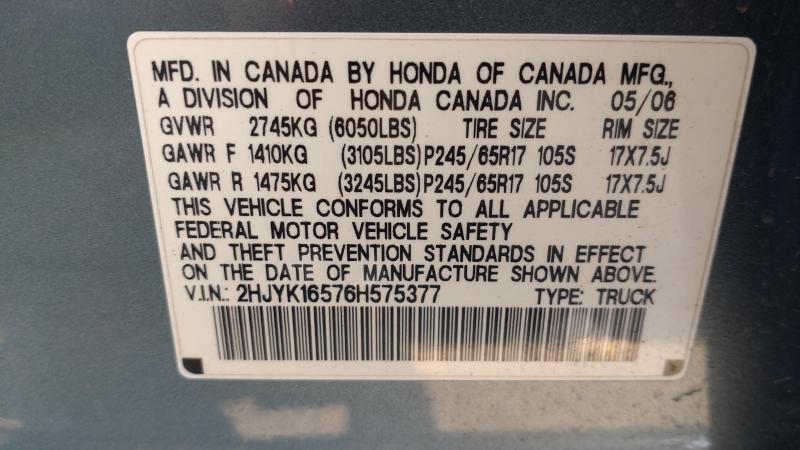 MFD. IN CANADA BY HONDA OF CANADA MFG.,
A DIVISION OF HONDA CANADA INC. 05/06
GVWR 2745KG (6050LBS) TIRE SIZE RIM SIZE
GAWR F 1410KG (3105LBS) P245/65R17 105S 17X7.5J
GAWR R 1475KG (3245LBS) P245/65R17 105S 17X7.5J
THIS VEHICLE CONFORMS TO ALL APPLICABLE
FEDERAL MOTOR VEHICLE SAFETY
AND THEFT PREVENTION STANDARDS IN EFFECT
ON THE DATE OF MANUFACTURE SHOWN ABOVE.
V.I.N.: 2HJYK16576H575377 TYPE: TRUCK